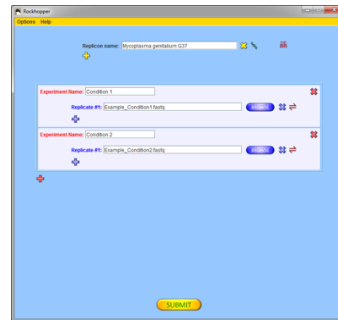 Rockhopper
Options Help
Replicon name: Mycoplasma genitalium G37
Experiment Name: Condition 1
Replicate #1: Example_Condition1.fastq
Experiment Name: Condition 2
Replicate #1: Example_Condition2.fastq
SUBMIT